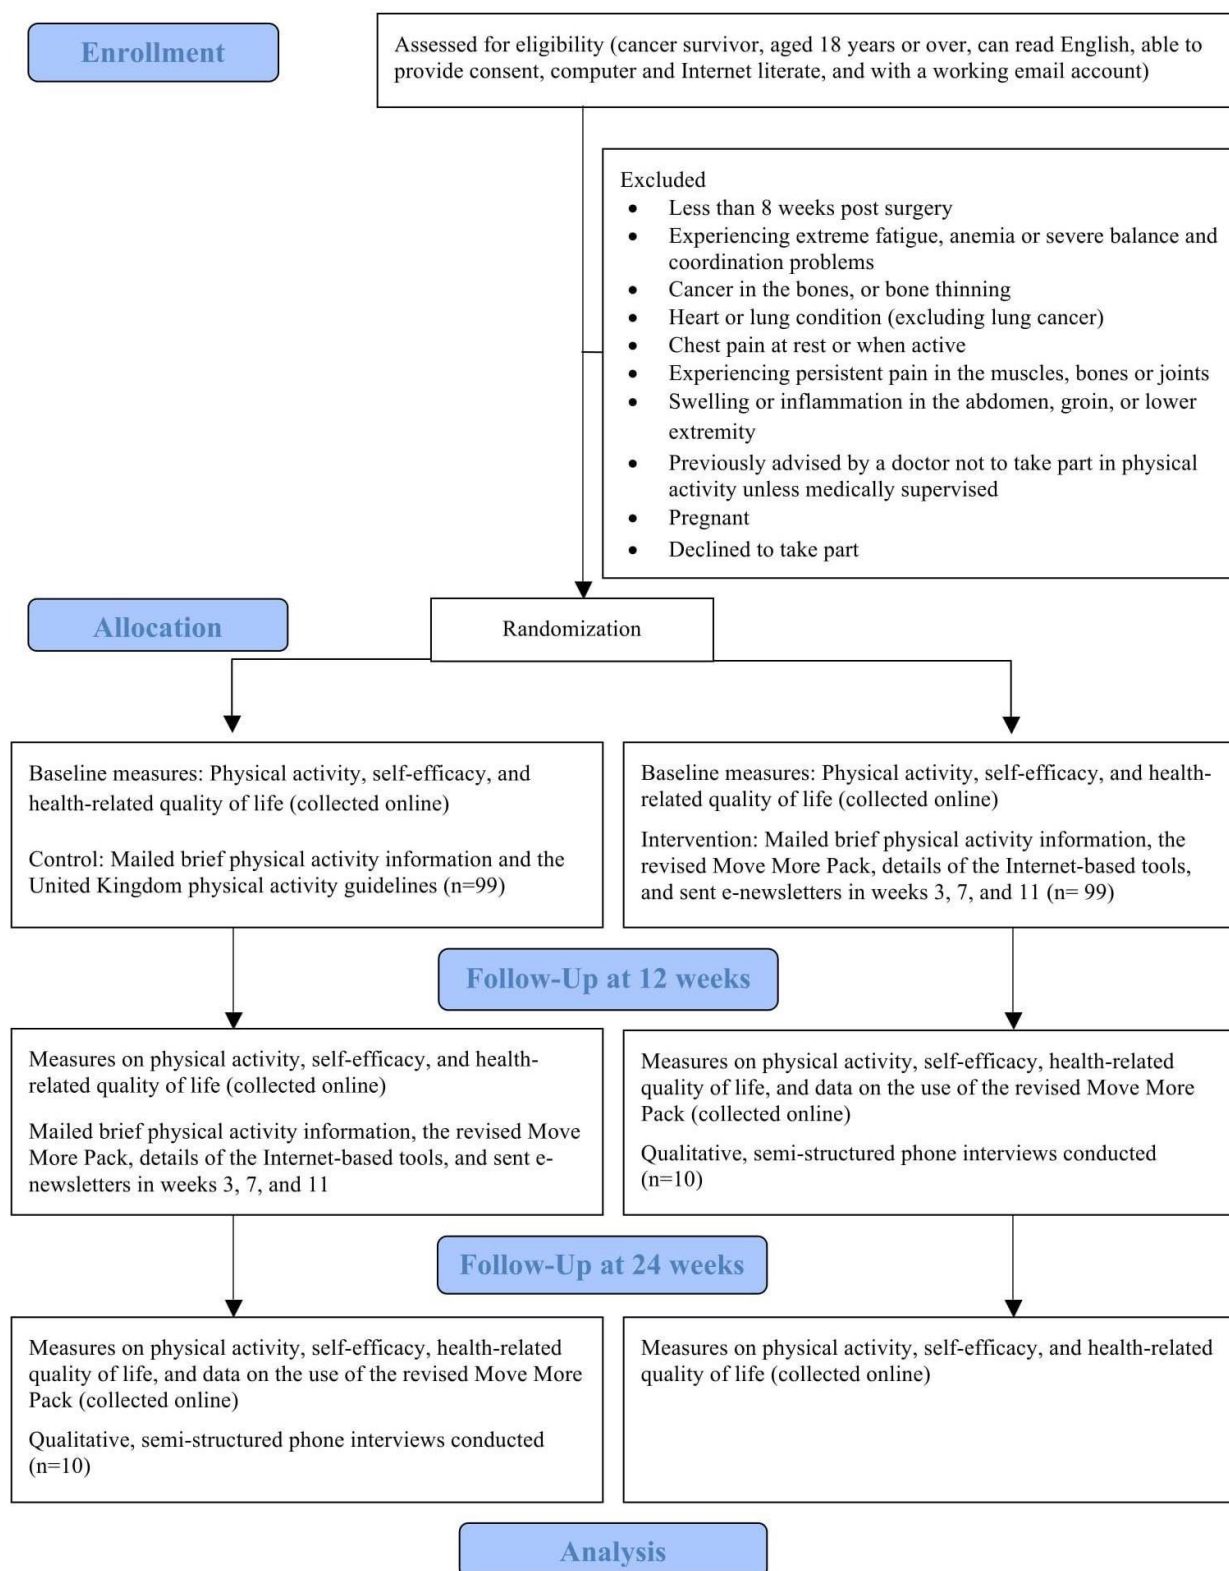 Enrollment
Assessed for eligibility (cancer survivor, aged 18 years or over, can read English, able to
provide consent, computer and Internet literate, and with a working email account)
Excluded
• Less than 8 weeks post surgery
• Experiencing extreme fatigue, anemia or severe balance and
coordination problems
• Cancer in the bones, or bone thinning
• Heart or lung condition (excluding lung cancer)
• Chest pain at rest or when active
• Experiencing persistent pain in the muscles, bones or joints
• Swelling or inflammation in the abdomen, groin, or lower
extremity
• Previously advised by a doctor not to take part in physical
activity unless medically supervised
• Pregnant
• Declined to take part
Allocation
Randomization
Baseline measures: Physical activity, self-efficacy, and
health-related quality of life (collected online)
Control: Mailed brief physical activity information and the
United Kingdom physical activity guidelines (n=99)
Baseline measures: Physical activity, self-efficacy, and health-
related quality of life (collected online)
Intervention: Mailed brief physical activity information, the
revised Move More Pack, details of the Internet-based tools,
and sent e-newsletters in weeks 3, 7, and 11 (n= 99)
Follow-Up at 12 weeks
Measures on physical activity, self-efficacy, and health-
related quality of life (collected online)
Mailed brief physical activity information, the revised Move
More Pack, details of the Internet-based tools, and sent e-
newsletters in weeks 3, 7, and 11
Measures on physical activity, self-efficacy, health-related
quality of life, and data on the use of the revised Move More
Pack (collected online)
Qualitative, semi-structured phone interviews conducted
(n=10)
Follow-Up at 24 weeks
Measures on physical activity, self-efficacy, health-related
quality of life, and data on the use of the revised Move More
Pack (collected online)
Qualitative, semi-structured phone interviews conducted
(n=10)
Measures on physical activity, self-efficacy, and health-related
quality of life (collected online)
Analysis